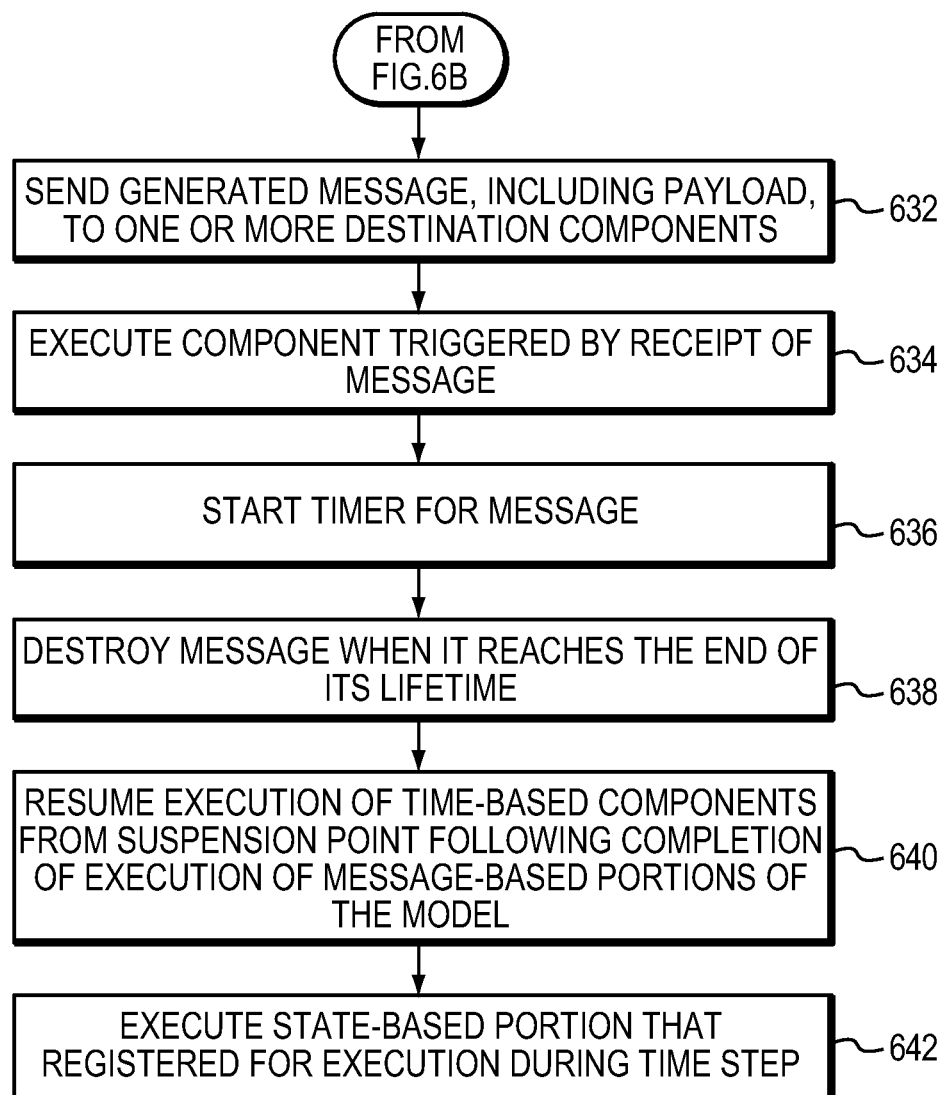 FROM
FIG.6B
SEND GENERATED MESSAGE, INCLUDING PAYLOAD,
TO ONE OR MORE DESTINATION COMPONENTS
632
EXECUTE COMPONENT TRIGGERED BY RECEIPT OF
MESSAGE
634
START TIMER FOR MESSAGE
636
DESTROY MESSAGE WHEN IT REACHES THE END OF
ITS LIFETIME
638
RESUME EXECUTION OF TIME-BASED COMPONENTS
FROM SUSPENSION POINT FOLLOWING COMPLETION
OF EXECUTION OF MESSAGE-BASED PORTIONS OF
THE MODEL
640
EXECUTE STATE-BASED PORTION THAT
REGISTERED FOR EXECUTION DURING TIME STEP
642